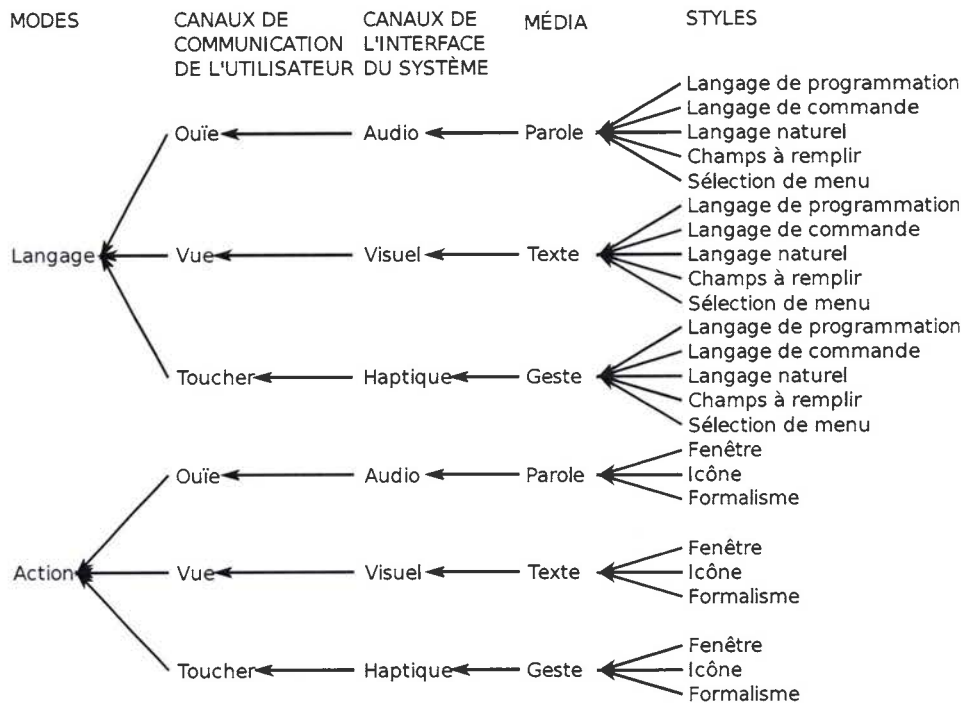 MODES
CANAUX DE
COMMUNICATION
DE L'UTILISATEUR
CANAUX DE
L'INTERFACE
DU SYSTÈME
MÉDIA
STYLES
Langage
Ouïe
Audio
Parole
Langage de programmation
Langage de commande
Langage naturel
Champs à remplir
Sélection de menu
Vue
Visuel
Texte
Langage de programmation
Langage de commande
Langage naturel
Champs à remplir
Sélection de menu
Toucher
Haptique
Geste
Langage de programmation
Langage de commande
Langage naturel
Champs à remplir
Sélection de menu
Action
Ouïe
Audio
Parole
Fenêtre
Icône
Formalisme
Vue
Visuel
Texte
Fenêtre
Icône
Formalisme
Toucher
Haptique
Geste
Fenêtre
Icône
Formalisme